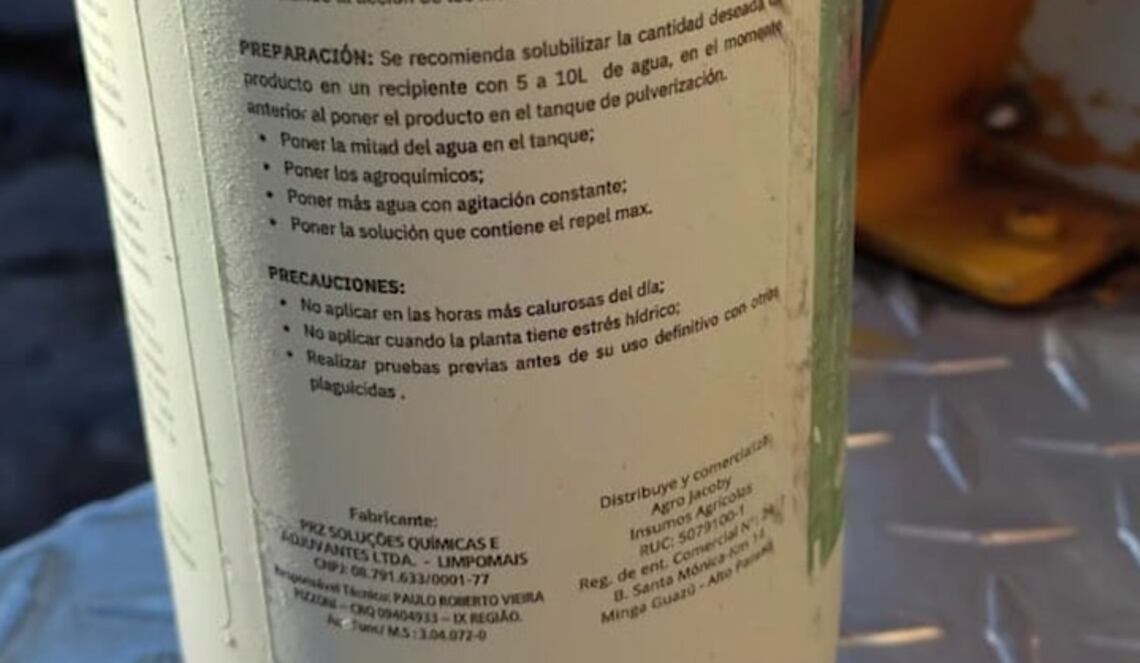 PREPARACIÓN: Se recomienda solubilizar la cantidad deseada
producto en un recipiente con 5 a 10L de agua, en el momento
anterior al poner el producto en el tanque de pulverización.
• Poner la mitad del agua en el tanque;
• Poner los agroquímicos;
• Poner más agua con agitación constante;
• Poner la solución que contiene el repel max.
PRECAUCIONES:
• No aplicar en las horas más calurosas del día;
• No aplicar cuando la planta tiene estrés hídrico;
• Realizar pruebas previas antes de su uso definitivo con otros
plaguicidas .
Fabricante:
PRZ SOLUÇÕES QUÍMICAS E
ADJUVANTES LTDA. - LIMPOMAIS
CNPJ: 08.791.633/0001-77
Responsável Técnico: PAULO ROBERTO VIEIRA
PIZZONI – CRQ 09404933 – IX REGIÃO.
M.S : 3.04.072-0
Distribuye y comercializa:
Agro Jacoby
Insumos Agrícolas
RUC: 5079100-1
Reg. de ent. Comercial N°:
B. Santa Mónica-Km 14
Minga Guazú - Alto Paraná